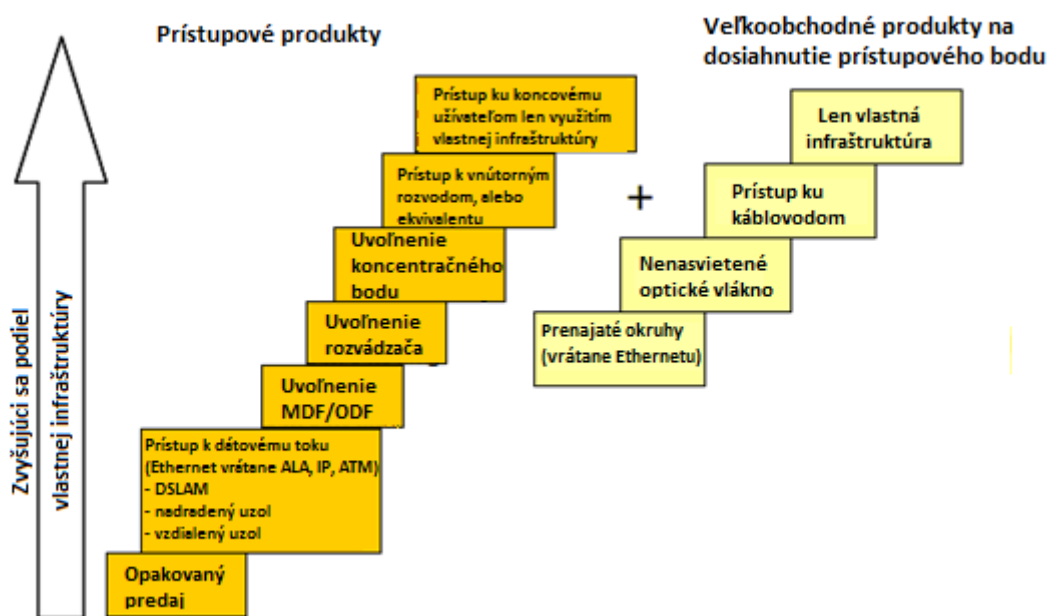 Prístupové produkty
Veľkoobchodné produkty na
dosiahnutie prístupového bodu
Prístup ku koncovému
užívateľom len využitím
vlastnej infraštruktúry
Prístup k vnútorným
rozvodom, alebo
ekvivalentu
Uvoľnenie
koncentračného
bodu
Uvoľnenie
rozvádzača
Uvoľnenie
MDF/ODF
Prístup k dátovému toku
(Ethernet vrátane ALA, IP, ATM)
- DSLAM
- nadradený uzol
- vzdialený uzol
Opakovaný
predaj
+
Len vlastná
infraštruktúra
Prístup ku
káblovodom
Nenasvietené
optické vlákno
Prenajaté okruhy
(vrátane Ethernetu)
Zvyšujúci sa podiel
vlastnej infraštruktúry